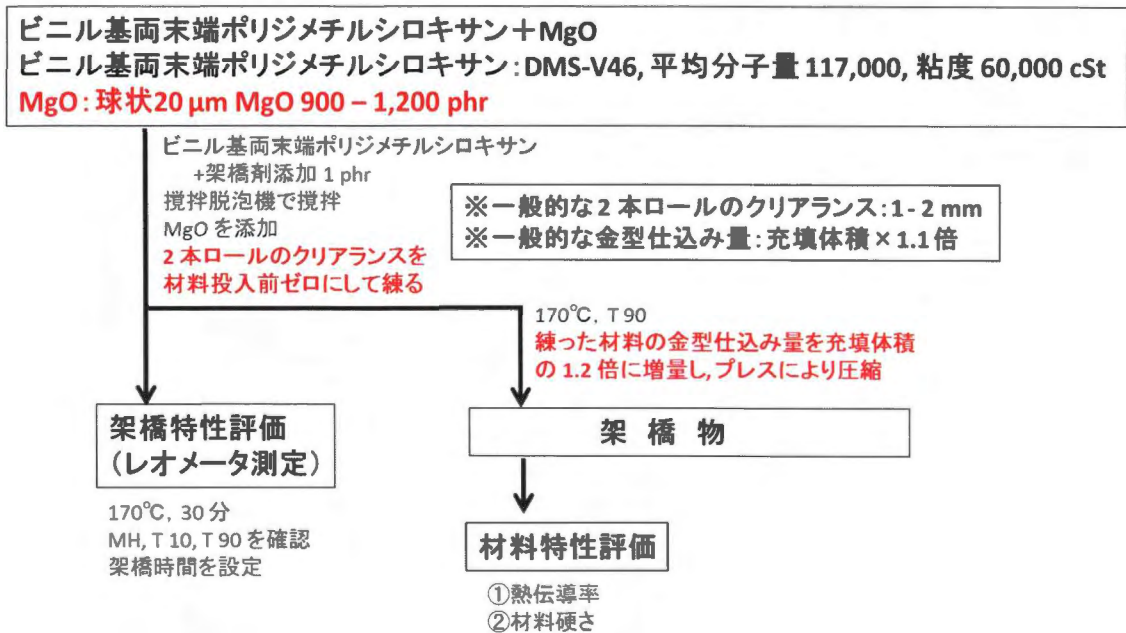 ビニル基両末端ポリジメチルシロキサン＋MgO
ビニル基両末端ポリジメチルシロキサン：DMS-V46, 平均分子量 117,000, 粘度 60,000 cSt
MgO：球状20 μm MgO 900 – 1,200 phr
ビニル基両末端ポリジメチルシロキサン
+架橋剤添加 1 phr
撹拌脱泡機で撹拌
MgO を添加
2 本ロールのクリアランスを
材料投入前ゼロにして練る
※一般的な 2 本ロールのクリアランス：1 - 2 mm
※一般的な金型仕込み量：充填体積×1.1倍
170℃, T 90
練った材料の金型仕込み量を充填体積
の 1.2 倍に増量し, プレスにより圧縮
架橋特性評価
（レオメータ測定）
170℃, 30 分
MH, T 10, T 90 を確認
架橋時間を設定
架 橋 物
材料特性評価
①熱伝導率
②材料硬さ